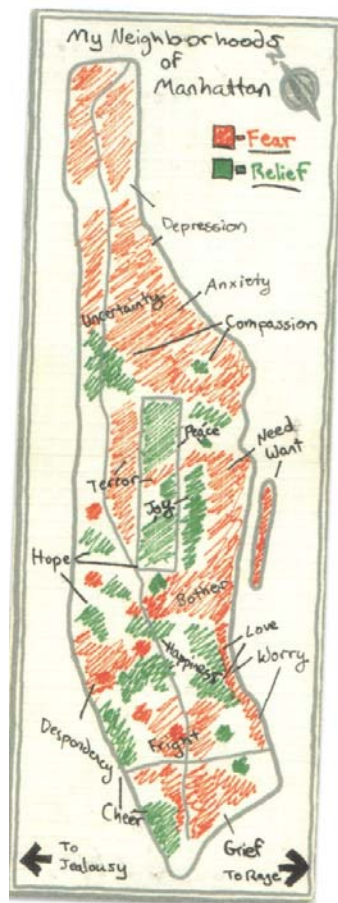 My Neighborhoods
of
Manhattan
N
- Fear
- Relief
Depression
Anxiety
Uncertainty
Compassion
Peace
Need
Want
Terror
Joy
Hope
Bother
Love
Happiness
Worry
Despondency
Fright
Cheer
Grief
To
Jealousy
To Rage